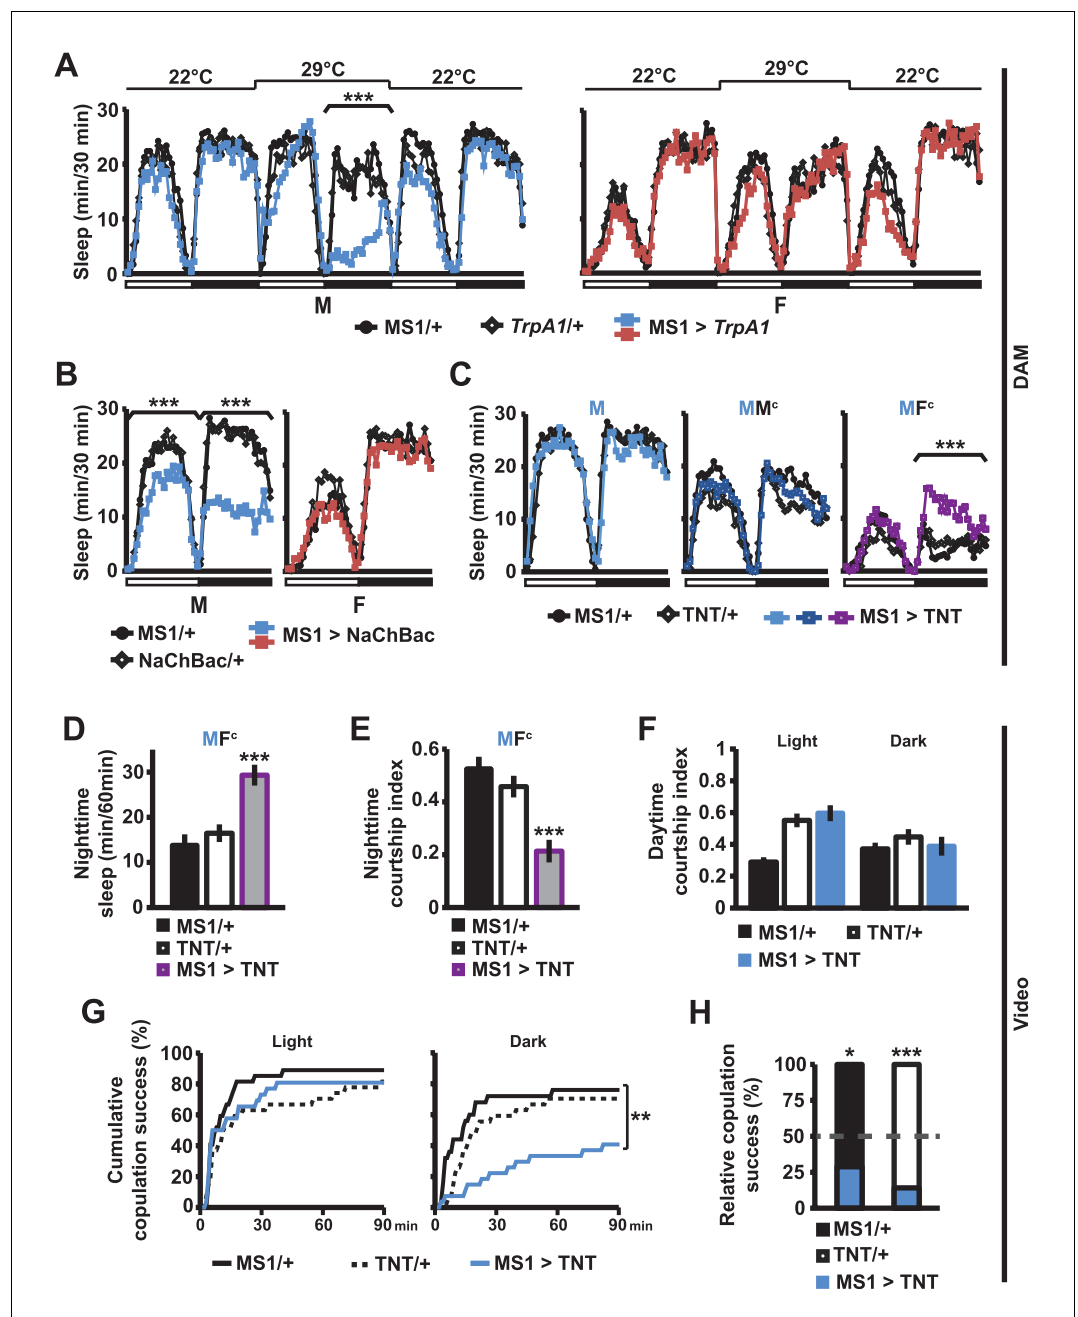 A
22°C 29°C 22°C
22°C 29°C 22°C
***
Sleep (min/30 min)
30
20
10
0
M
F
MS1/+ TrpA1/+ MS1 > TrpA1
DAM
B
Sleep (min/30 min)
30
20
10
0
*** ***
M
F
MS1/+
NaChBac/+
MS1 > NaChBac
C
Sleep (min/30 min)
30
20
10
0
M
MMc
MFc
***
MS1/+ TNT/+ MS1 > TNT
D
MFc
***
Nighttime
sleep (min/60min)
30
20
10
0
MS1/+
TNT/+
MS1 > TNT
E
MFc
***
Nighttime
courtship index
0.6
0.4
0.2
0
MS1/+
TNT/+
MS1 > TNT
F
Light Dark
Daytime
courtship index
1
0.8
0.6
0.4
0.2
0
MS1/+ TNT/+
MS1 > TNT
Video
G
Light
Dark
Cumulative
copulation success (%)
100
80
60
40
20
0
0 30 60 90 min
0 30 60 90 min
**
MS1/+ TNT/+ MS1 > TNT
H
* ***
Relative copulation
success (%)
100
75
50
25
0
MS1/+
TNT/+
MS1 > TNT